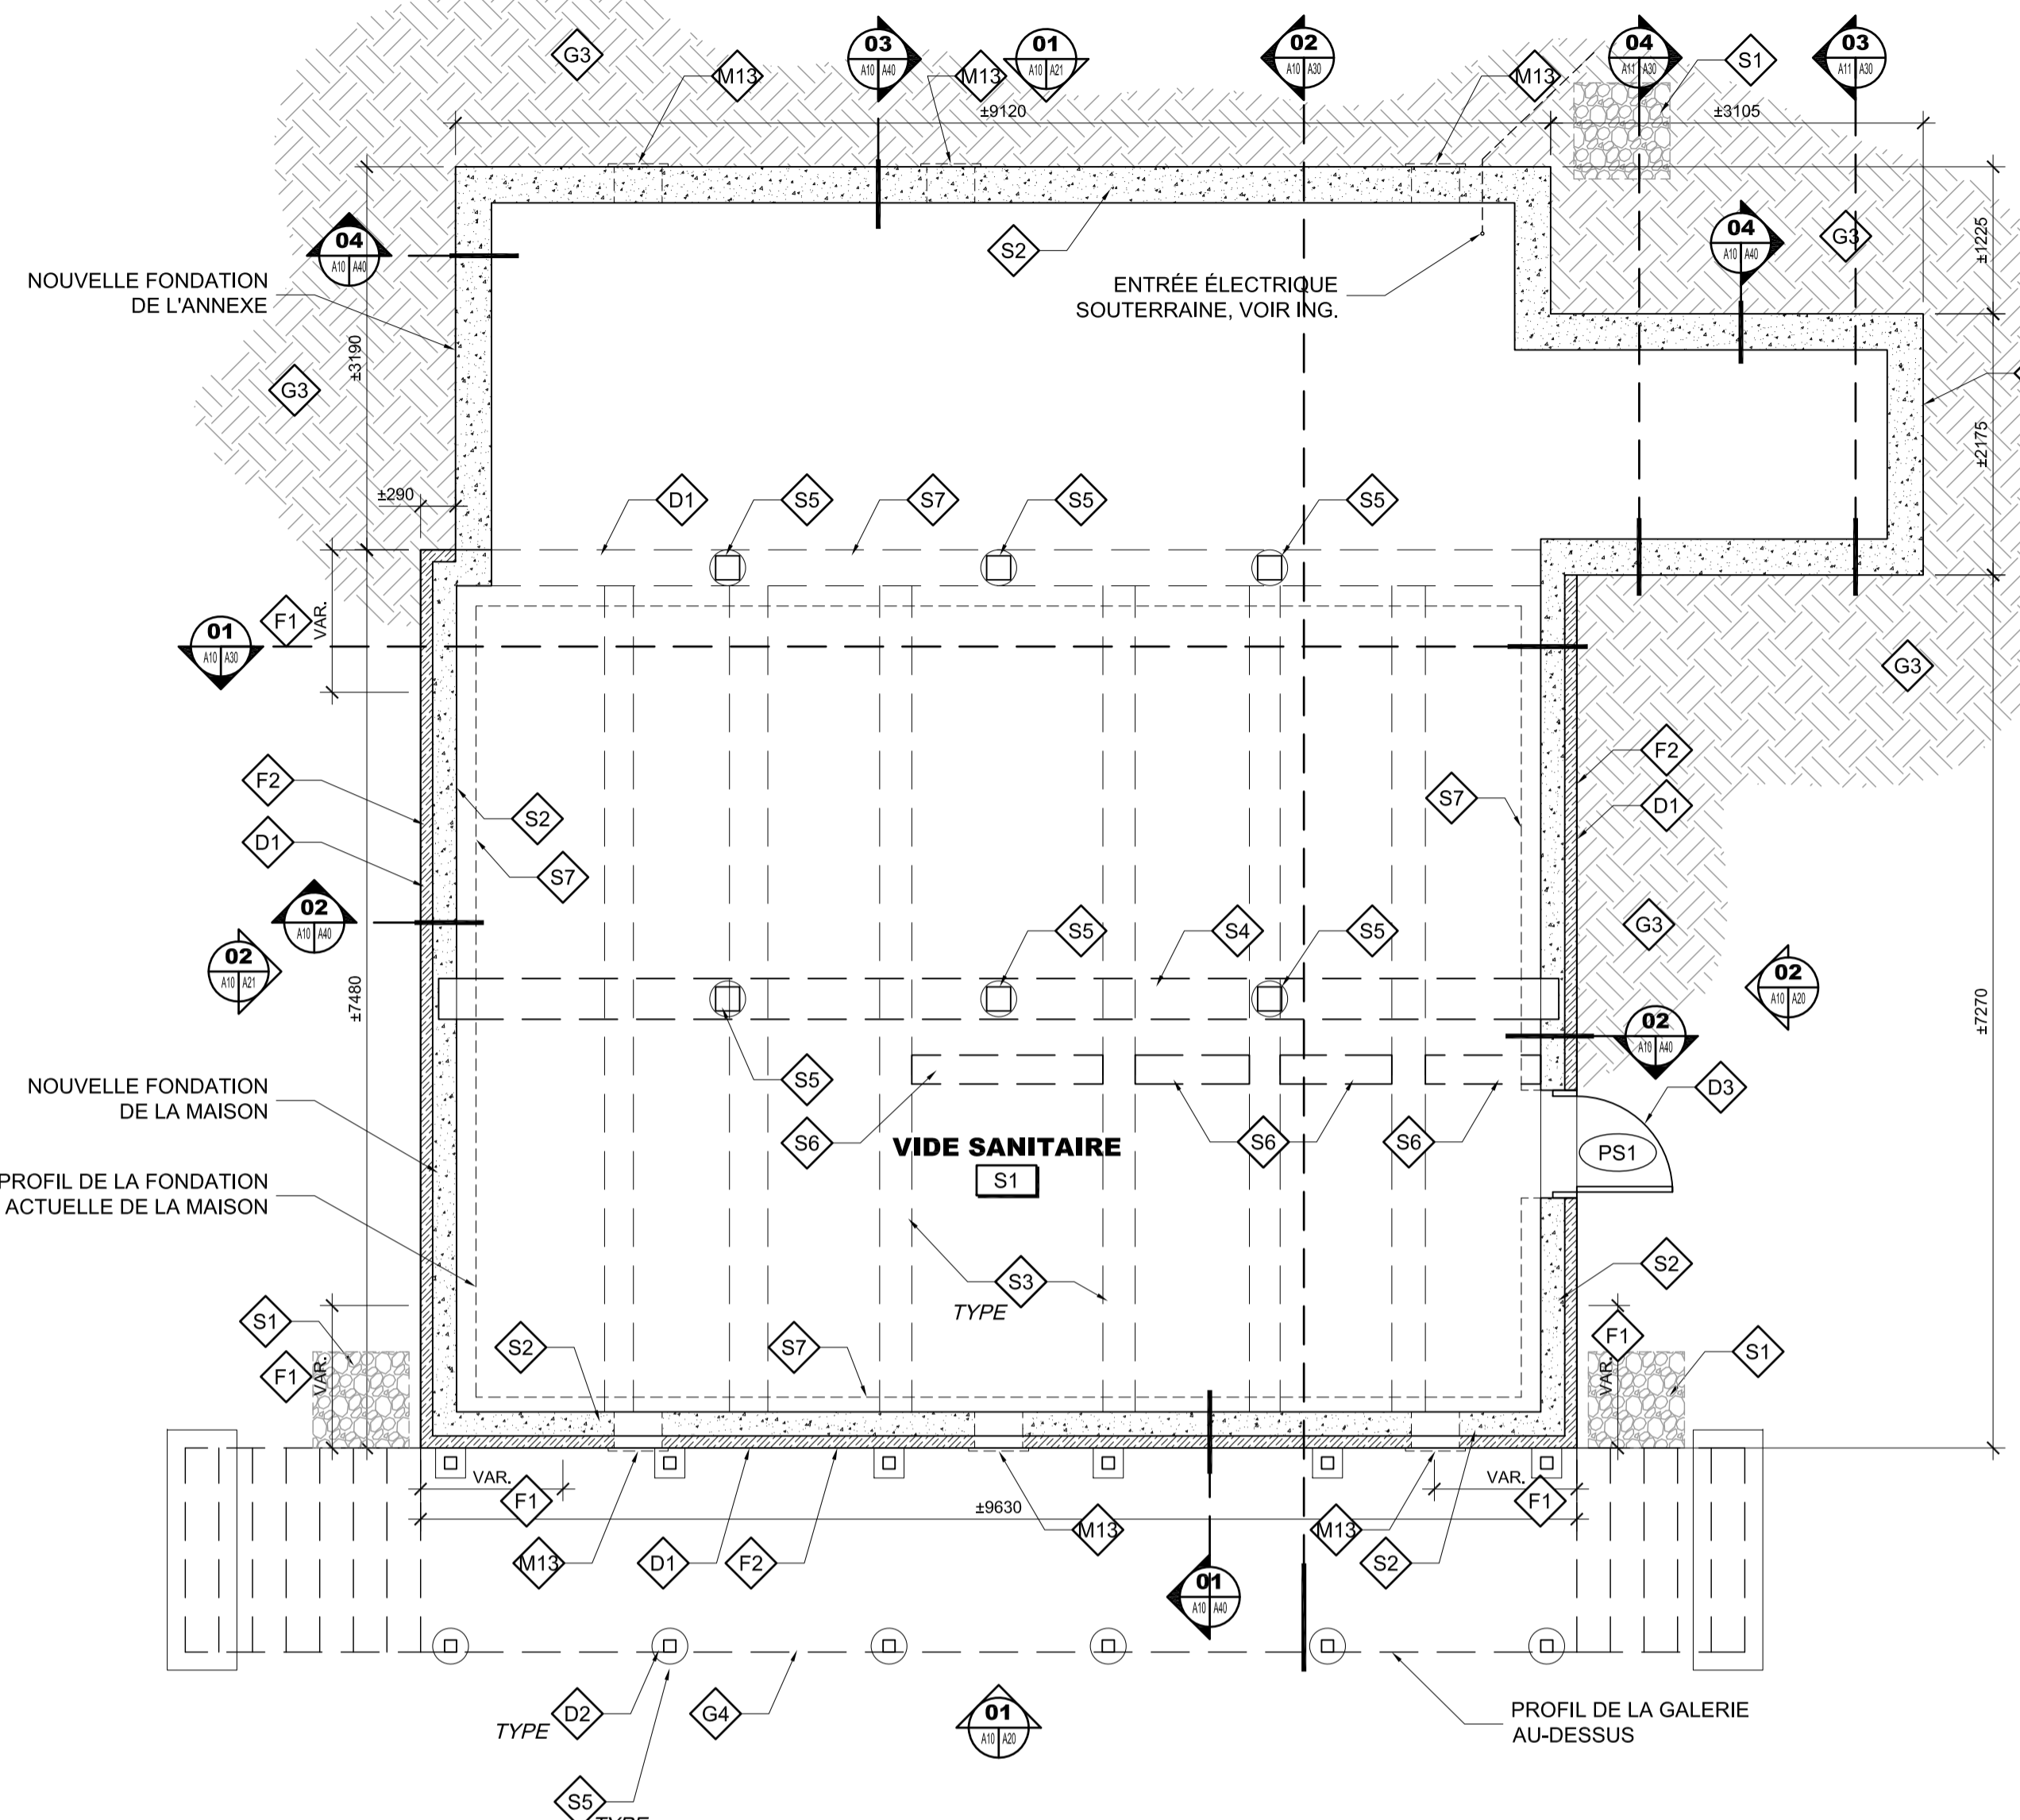 G3
M13
03
A10 A40
M13
01
A10 A21
02
A10 A30
M13
04
A11 A30
S1
03
A11 A30
±9120
±3105
04
A10 A40
S2
04
A10 A40
G3
±1225
NOUVELLE FONDATION
DE L'ANNEXE
ENTRÉE ÉLECTRIQUE
SOUTERRAINE, VOIR ING.
±3190
G3
±2175
±290
D1
S5
S7
S5
S5
F1
VAR.
01
A10 A30
G3
F2
F2
S7
D1
S2
D1
S7
02
A10 A40
S5
S4
S5
G3
02
A10 A21
02
A10 A20
±7480
±7270
02
A10 A40
NOUVELLE FONDATION
DE LA MAISON
S5
D3
S6
VIDE SANITAIRE
S6
S6
PS1
S1
PROFIL DE LA FONDATION
ACTUELLE DE LA MAISON
S3
TYPE
S2
S1
F1
VAR.
S2
S7
F1
VAR.
S1
VAR.
F1
±9630
VAR.
F1
M13
D1
F2
M13
M13
S2
01
A10 A40
TYPE
D2
G4
01
A10 A20
PROFIL DE LA GALERIE
AU-DESSUS
S5
TYPE